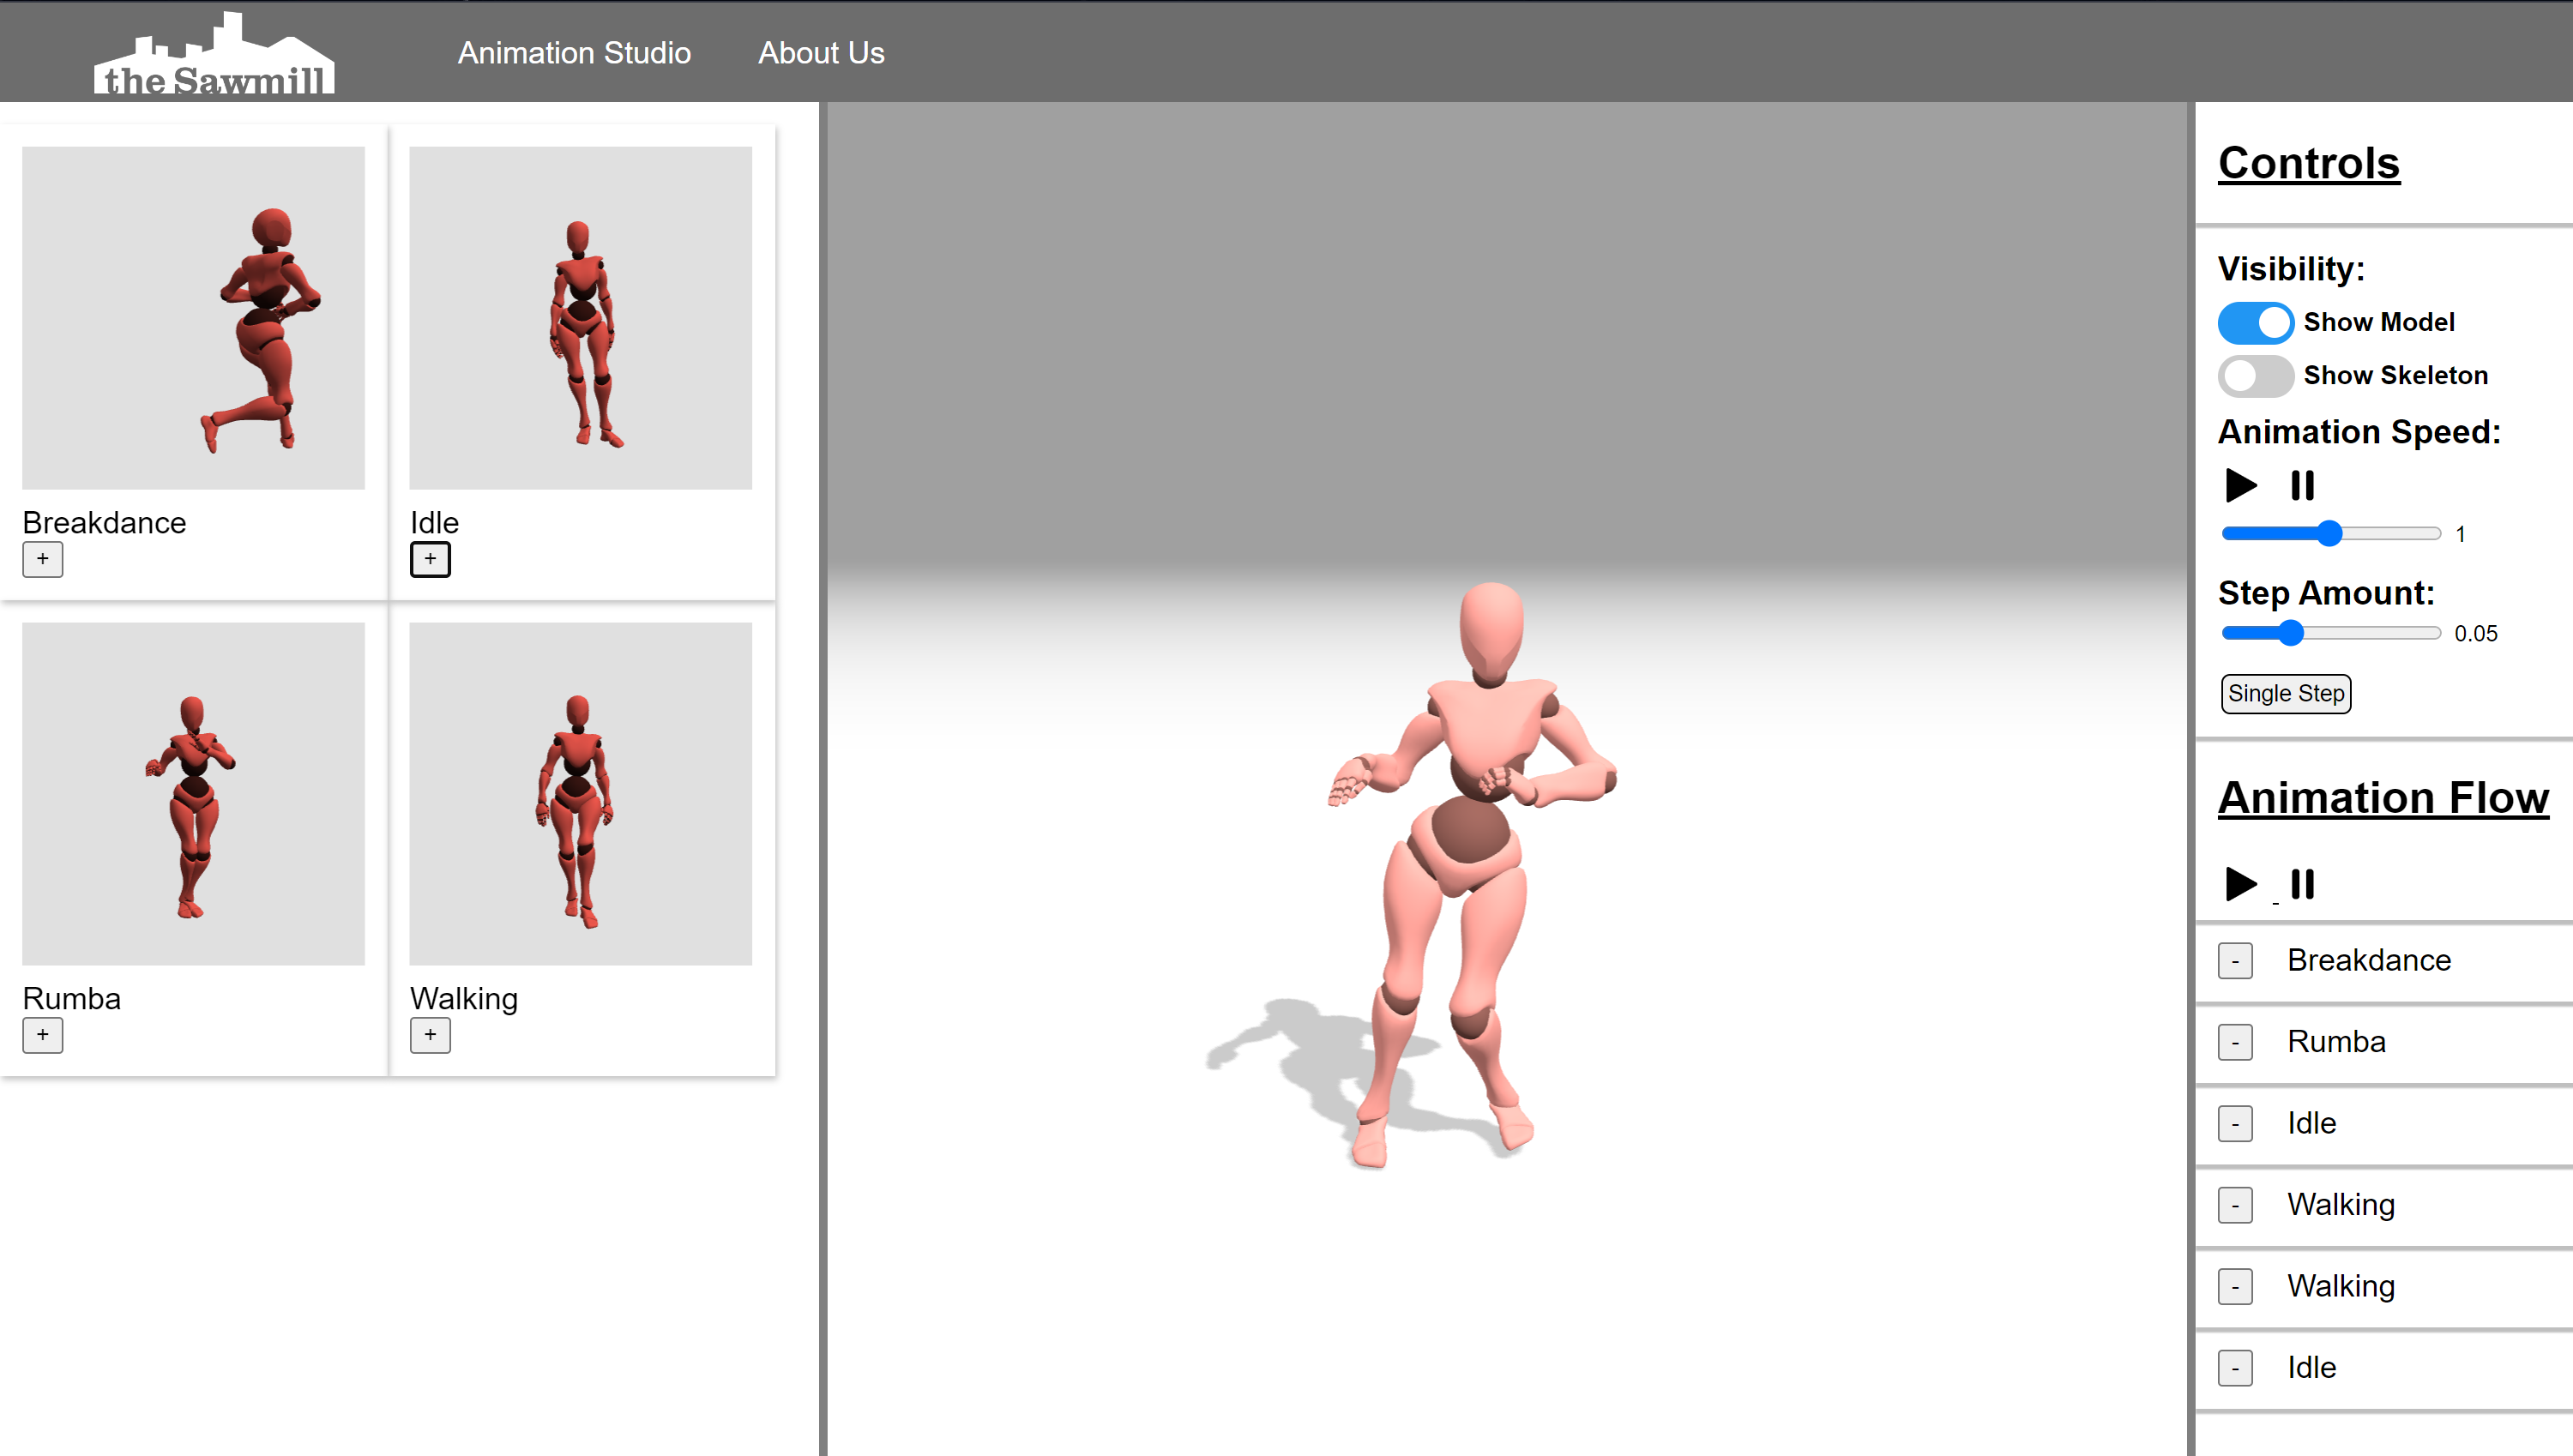 the Sawmill
Animation Studio
About Us
Breakdance
+
Idle
+
Rumba
+
Walking
+
Controls
Visibility:
Show Model
Show Skeleton
Animation Speed:
1
Step Amount:
0.05
Single Step
Animation Flow
- Breakdance
- Rumba
- Idle
- Walking
- Walking
- Idle